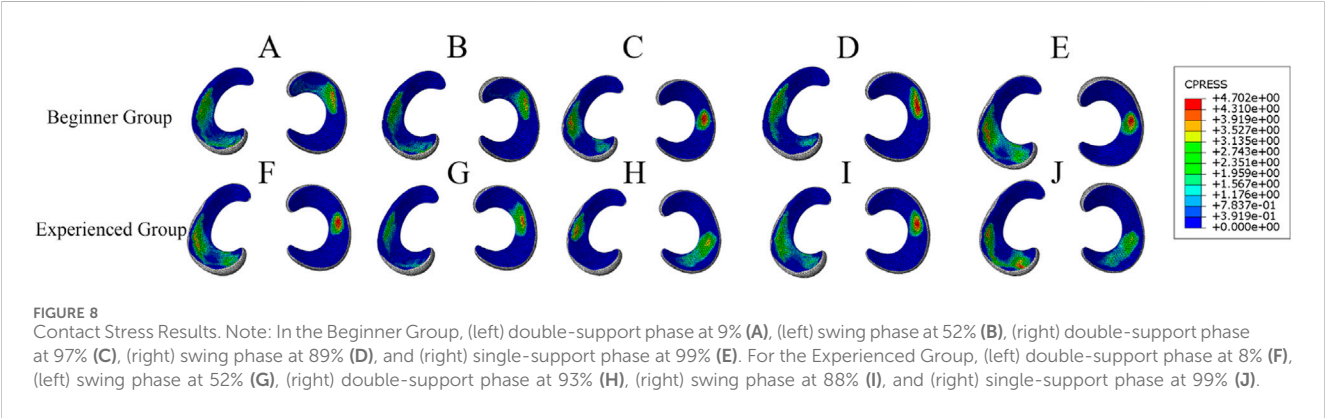 A B C D E
Beginner Group
F G H I J
Experienced Group
CPRESS
+4.702e+00
+4.310e+00
+3.919e+00
+3.527e+00
+3.135e+00
+2.743e+00
+2.351e+00
+1.959e+00
+1.567e+00
+1.176e+00
+7.837e-01
+3.919e-01
+0.000e+00
FIGURE 8
Contact Stress Results. Note: In the Beginner Group, (left) double-support phase at 9% (A), (left) swing phase at 52% (B), (right) double-support phase
at 97% (C), (right) swing phase at 89% (D), and (right) single-support phase at 99% (E). For the Experienced Group, (left) double-support phase at 8% (F),
(left) swing phase at 52% (G), (right) double-support phase at 93% (H), (right) swing phase at 88% (I), and (right) single-support phase at 99% (J).